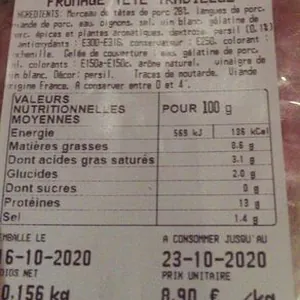 FROMAGE TÊTE
INGREDIENTS: Morceau de têtes de porc 28%, langues de porc,
viande de porc, eau, oignons, sel, vin blanc, gélatine de
porc, épices et plantes aromatiques, dextrose, persil
antioxydants : E300-E316, conservateur : E250, colorant :
cochenille. Gelée de couverture : eau, gélatine de porc,
sel, colorants : E150a-E150c, arôme naturel, vinaigre de
vin blanc. Décor: persil. Traces de moutarde. Viande
origine France. A conserver entre 0° et 4°.
VALEURS
NUTRITIONNELLES
MOYENNES
POUR 100 g
Energie 569 kJ 136 kCal
Matières grasses 8.6 g
Dont acides gras saturés 3.1 g
Glucides 2.0 g
Dont sucres 0 g
Protéines 13 g
Sel 1.4 g
EMBALLE LE A CONSOMMER JUSQU'AU
16-10-2020 23-10-2020
POIDS NET PRIX UNITAIRE
0.156 kg 8.90 €/kg